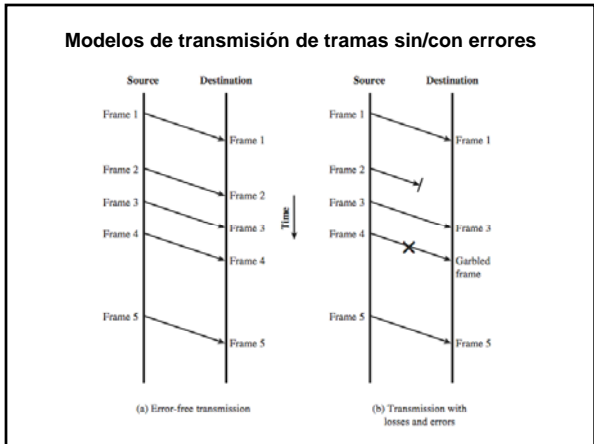 Modelos de transmisión de tramas sin/con errores
Source
Destination
Frame 1
Frame 1
Frame 2
Frame 2
Frame 3
Frame 3
Frame 4
Frame 4
Frame 5
Frame 5
(a) Error-free transmission
Time
Source
Destination
Frame 1
Frame 1
Frame 2
Frame 3
Frame 3
Frame 4
Garbled
frame
Frame 5
Frame 5
(b) Transmission with
losses and errors